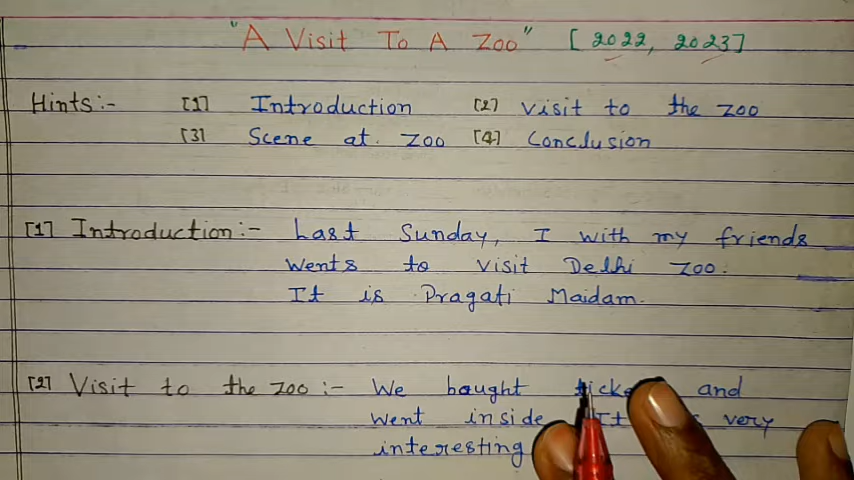 "A Visit To A Zoo" [2022, 2023]
Hints:- [1] Introduction [2] Visit to the zoo
[3] Scene at. zoo [4] Conclusion
[1] Introduction:- Last Sunday, I with my friends
wents to visit Delhi zoo.
It is Pragati Maidam.
[2] Visit to the zoo:- We bought and
went inside It very
interesting